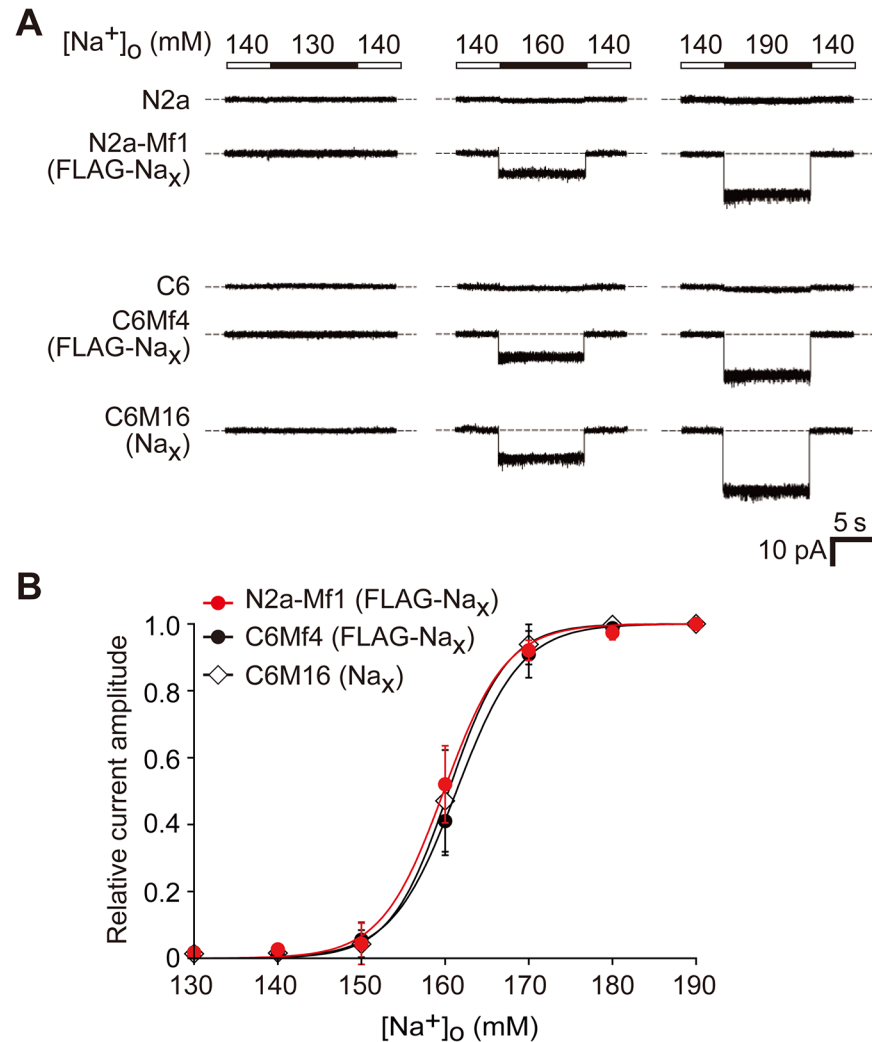 A
[Na+]o (mM) 140 130 140 140 160 140 140 190 140
N2a
N2a-Mf1
(FLAG-Nax)
C6
C6Mf4
(FLAG-Nax)
C6M16
(Nax)
5 s
10 pA
B
N2a-Mf1 (FLAG-Nax)
C6Mf4 (FLAG-Nax)
C6M16 (Nax)
Relative current amplitude
1.0
0.8
0.6
0.4
0.2
0
130 140 150 160 170 180 190
[Na+]o (mM)